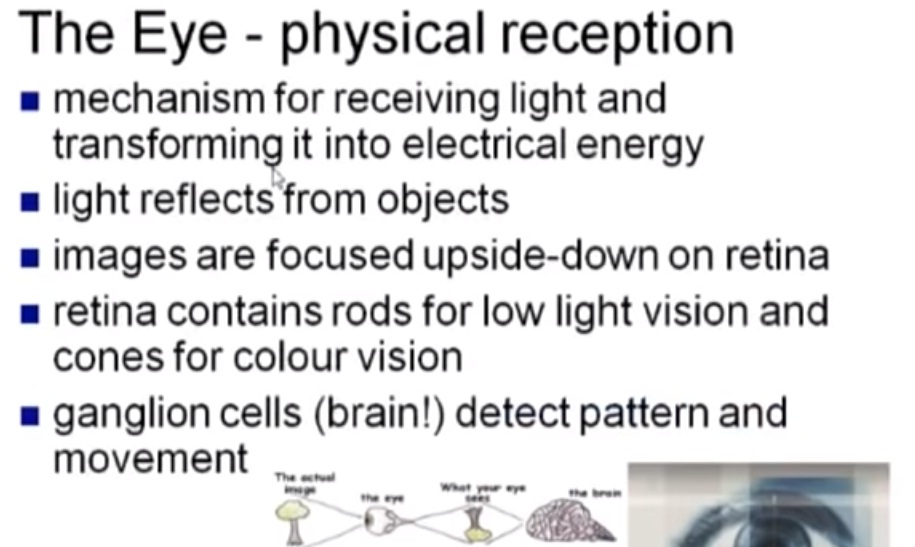 The Eye - physical reception
mechanism for receiving light and
transforming it into electrical energy
light reflects from objects
images are focused upside-down on retina
retina contains rods for low light vision and
cones for colour vision
ganglion cells (brain!) detect pattern and
movement
The actual
image
the eye
What your eye
sees
the brain